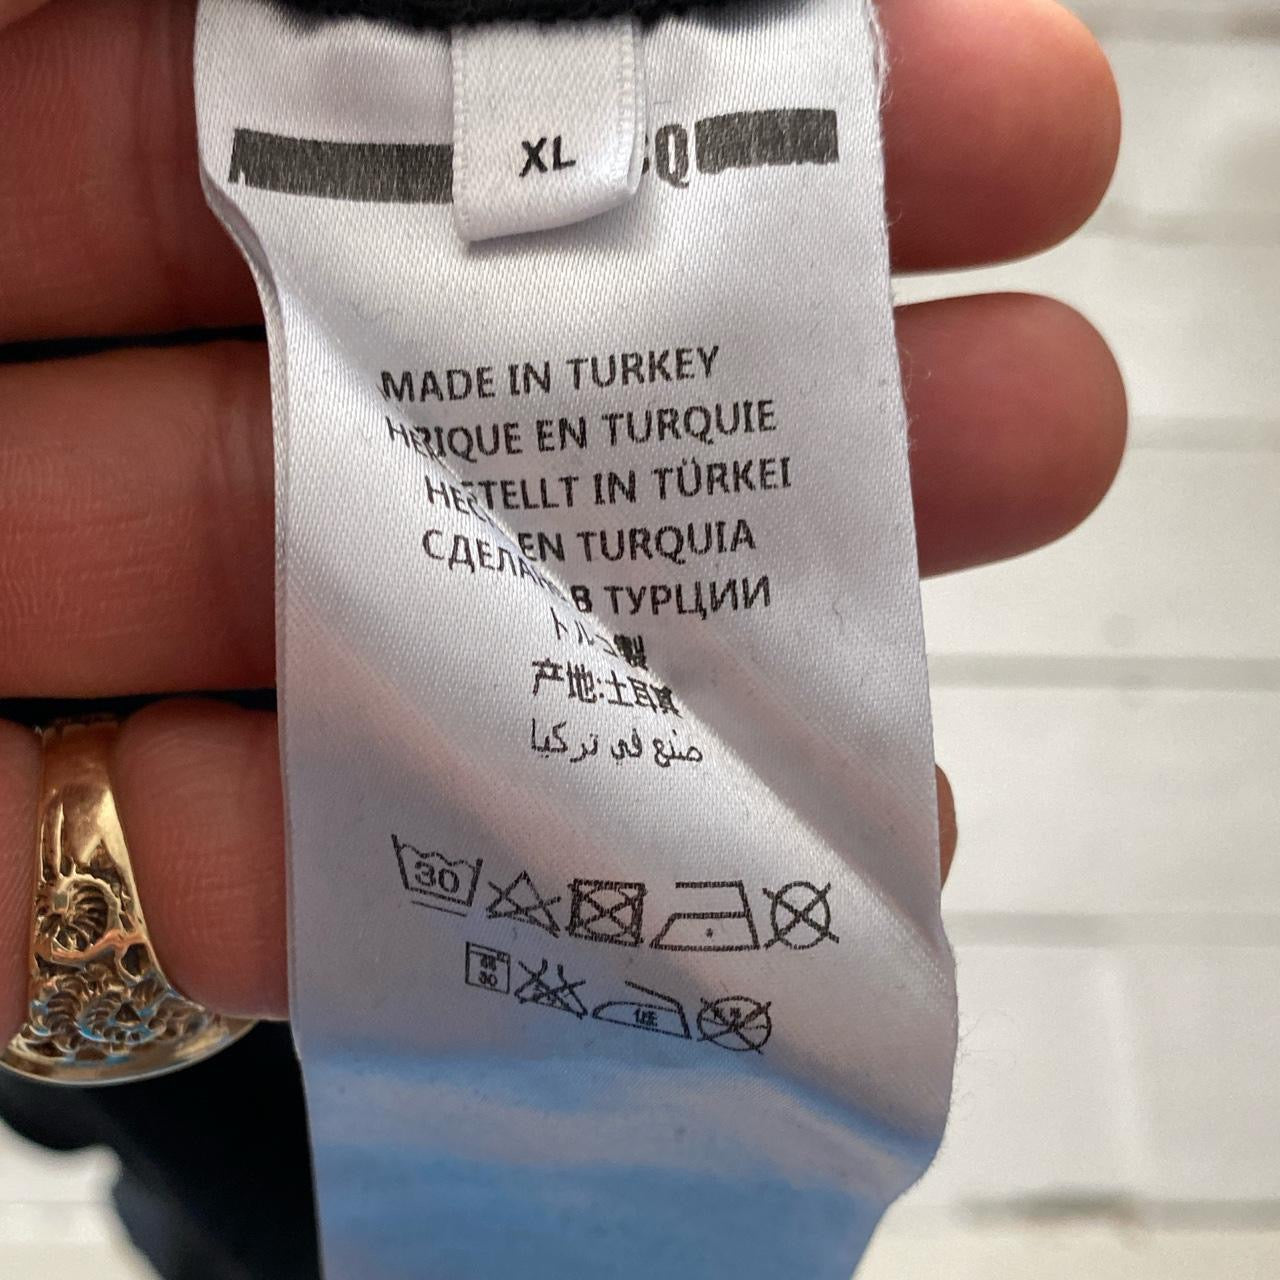 XL
CQ
MADE IN TURKEY
EN TURQUIE
IN TÜRKEI
EN TURQUIA
В ТУРЦИИ
トルコ製
产地:土耳其
صنع في تركيا
30